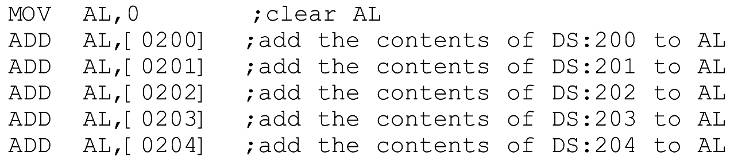 MOV AL,0 ;clear AL
ADD AL,[ 0200] ;add the contents of DS:200 to AL
ADD AL,[ 0201] ;add the contents of DS:201 to AL
ADD AL,[ 0202] ;add the contents of DS:202 to AL
ADD AL,[ 0203] ;add the contents of DS:203 to AL
ADD AL,[ 0204] ;add the contents of DS:204 to AL